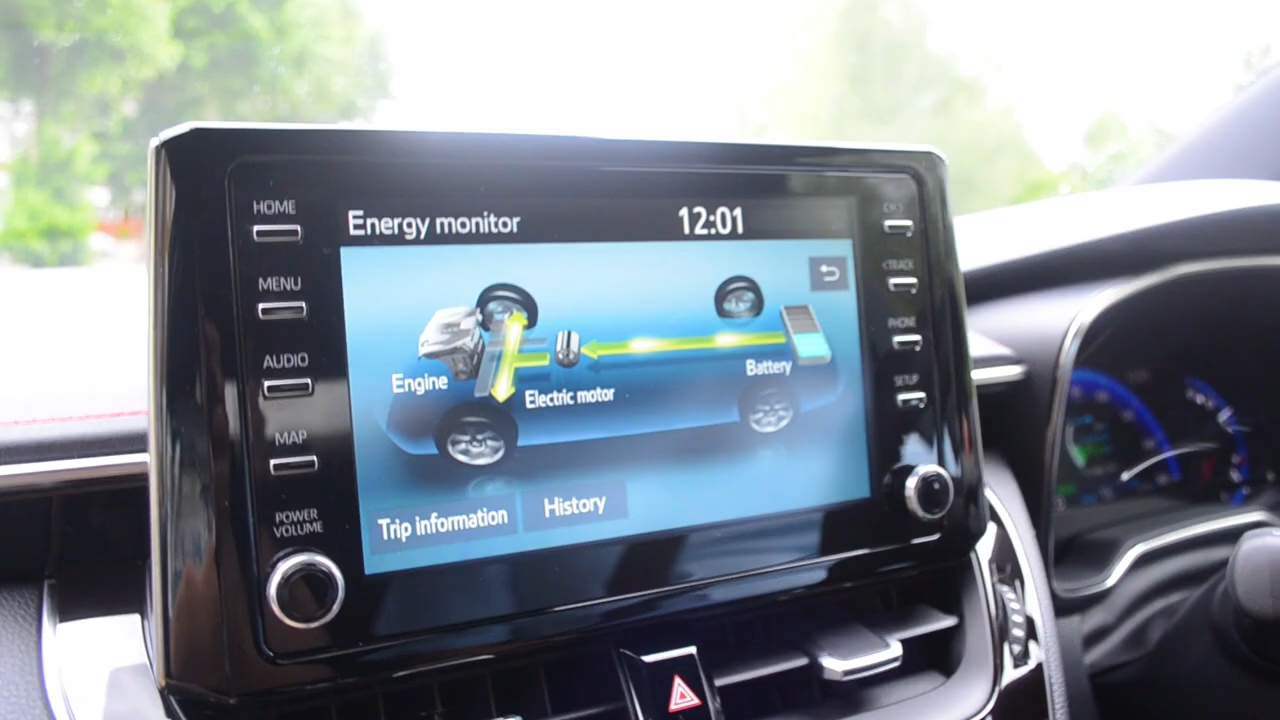 HOME
Energy monitor
12:01
MENU
TRACK
AUDIO
PHONE
Engine
Electric motor
Battery
SETUP
MAP
POWER
VOLUME
Trip information
History